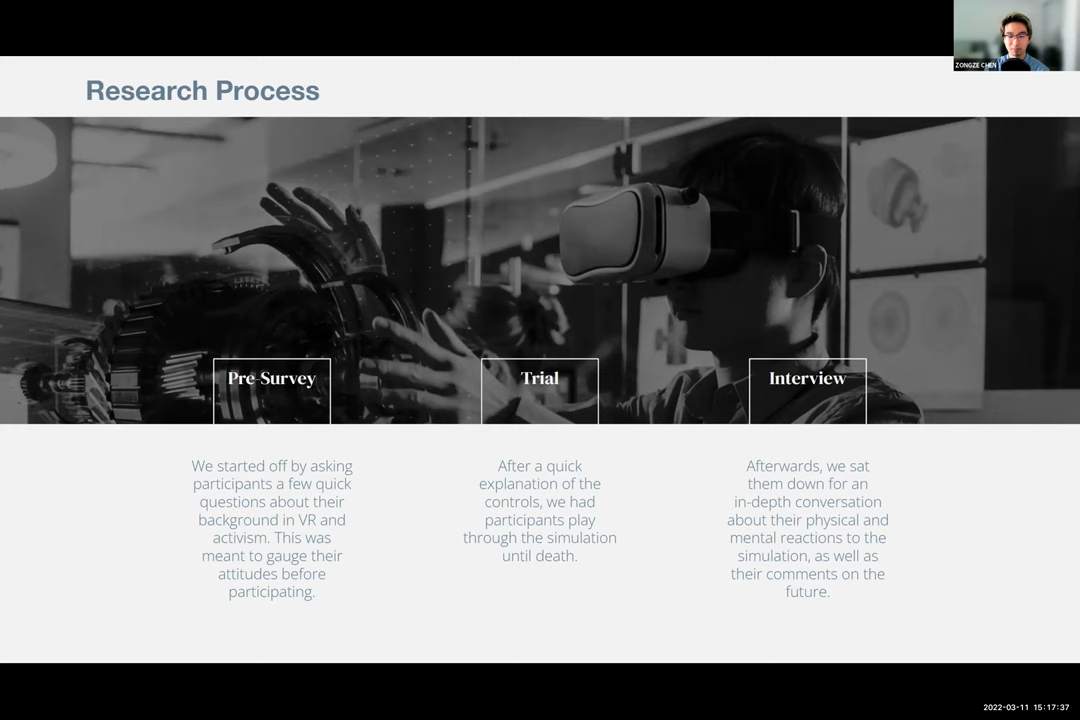 ZONGZE CHEN
Research Process
Pre-Survey
Trial
Interview
We started off by asking
participants a few quick
questions about their
background in VR and
activism. This was
meant to gauge their
attitudes before
participating.
After a quick
explanation of the
controls, we had
participants play
through the simulation
until death.
Afterwards, we sat
them down for an
in-depth conversation
about their physical and
mental reactions to the
simulation, as well as
their comments on the
future.
2022-03-11 15:17:37